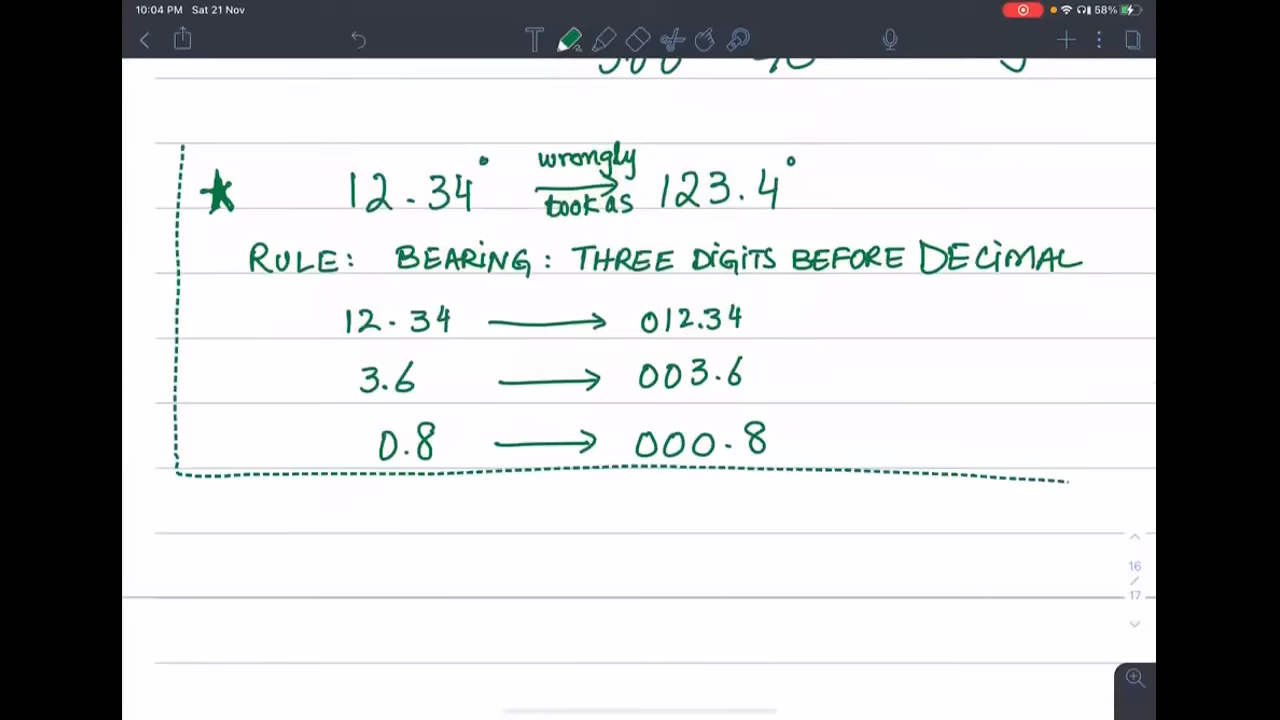 10:04 PM Sat 21 Nov
58%
T
★ 12.34° wrongly took as → 123.4°
RULE: BEARING: THREE DIGITS BEFORE DECIMAL
12.34 → 012.34
3.6 → 003.6
0.8 → 000.8
16
/
17